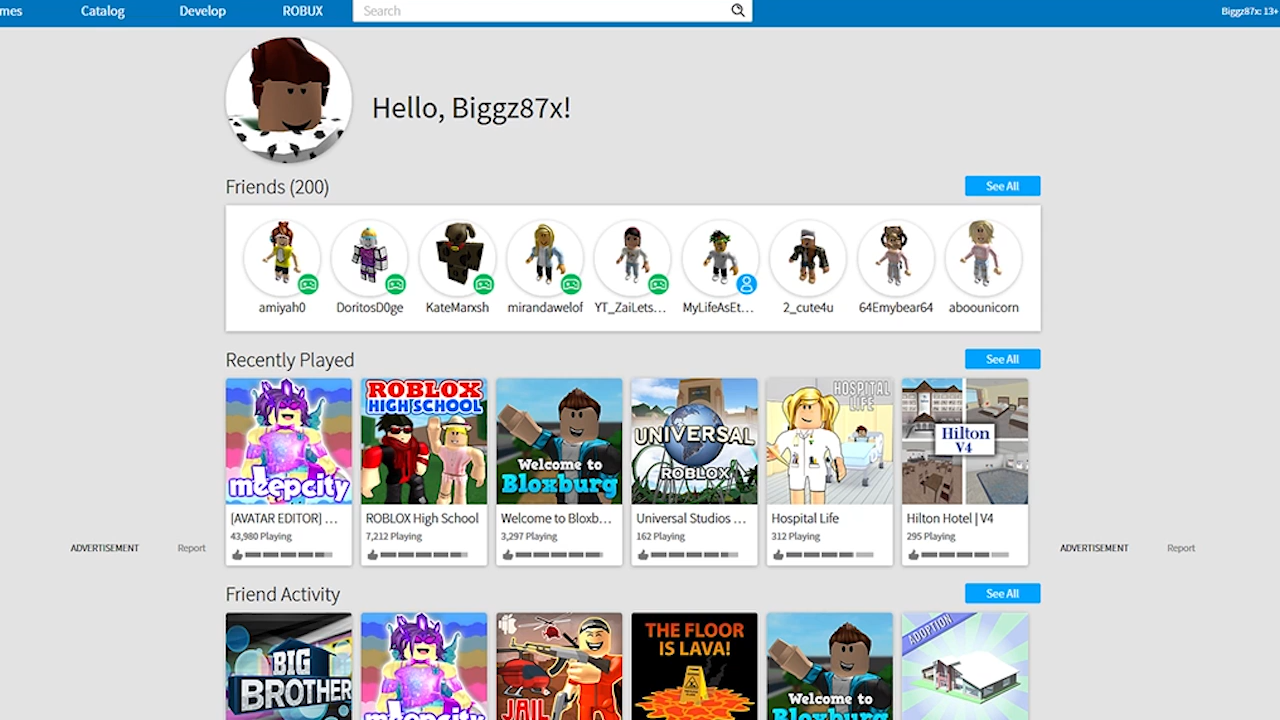 mes Catalog Develop ROBUX Search Biggz87x: 13+
Hello, Biggz87x!
Friends (200) See All
amiyah0 DoritosD0ge KateMarxsh mirandawelof YT_ZaiLets... MyLifeAsEt... 2_cute4u 64Emybear64 aboounicorn
Recently Played See All
meepcity
ROBLOX
HIGH SCHOOL
Welcome to
Bloxburg
UNIVERSAL
ROBLOX
HOSPITAL
LIFE
Hilton
V4
[AVATAR EDITOR] ... ROBLOX High School Welcome to Bloxb... Universal Studios ... Hospital Life Hilton Hotel | V4
43,980 Playing 7,212 Playing 3,297 Playing 162 Playing 312 Playing 295 Playing
ADVERTISEMENT Report ADVERTISEMENT Report
Friend Activity See All
BIG
BROTHER
meepcity
JAIL
THE FLOOR
IS LAVA!
Welcome to
Bloxburg
ADOPTION